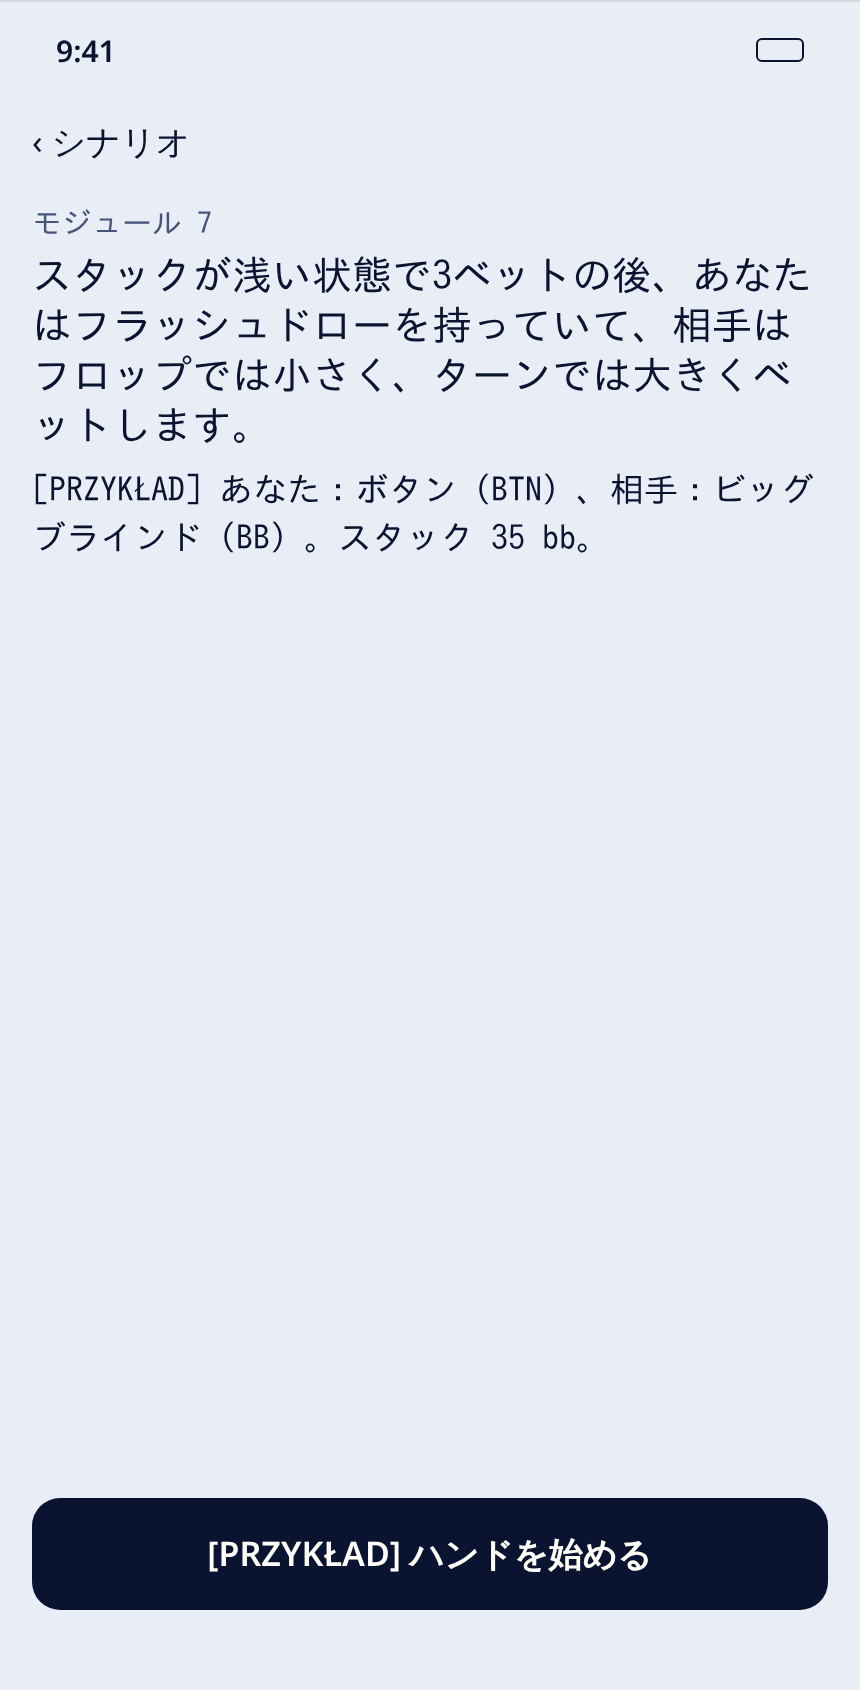 9:41
‹ シナリオ
モジュール 7
スタックが浅い状態で3ベットの後、あなた
はフラッシュドローを持っていて、相手は
フロップでは小さく、ターンでは大きくベ
ットします。
[PRZYKŁAD] あなた：ボタン（BTN）、相手：ビッグ
ブラインド（BB）。スタック 35 bb。
[PRZYKŁAD] ハンドを始める